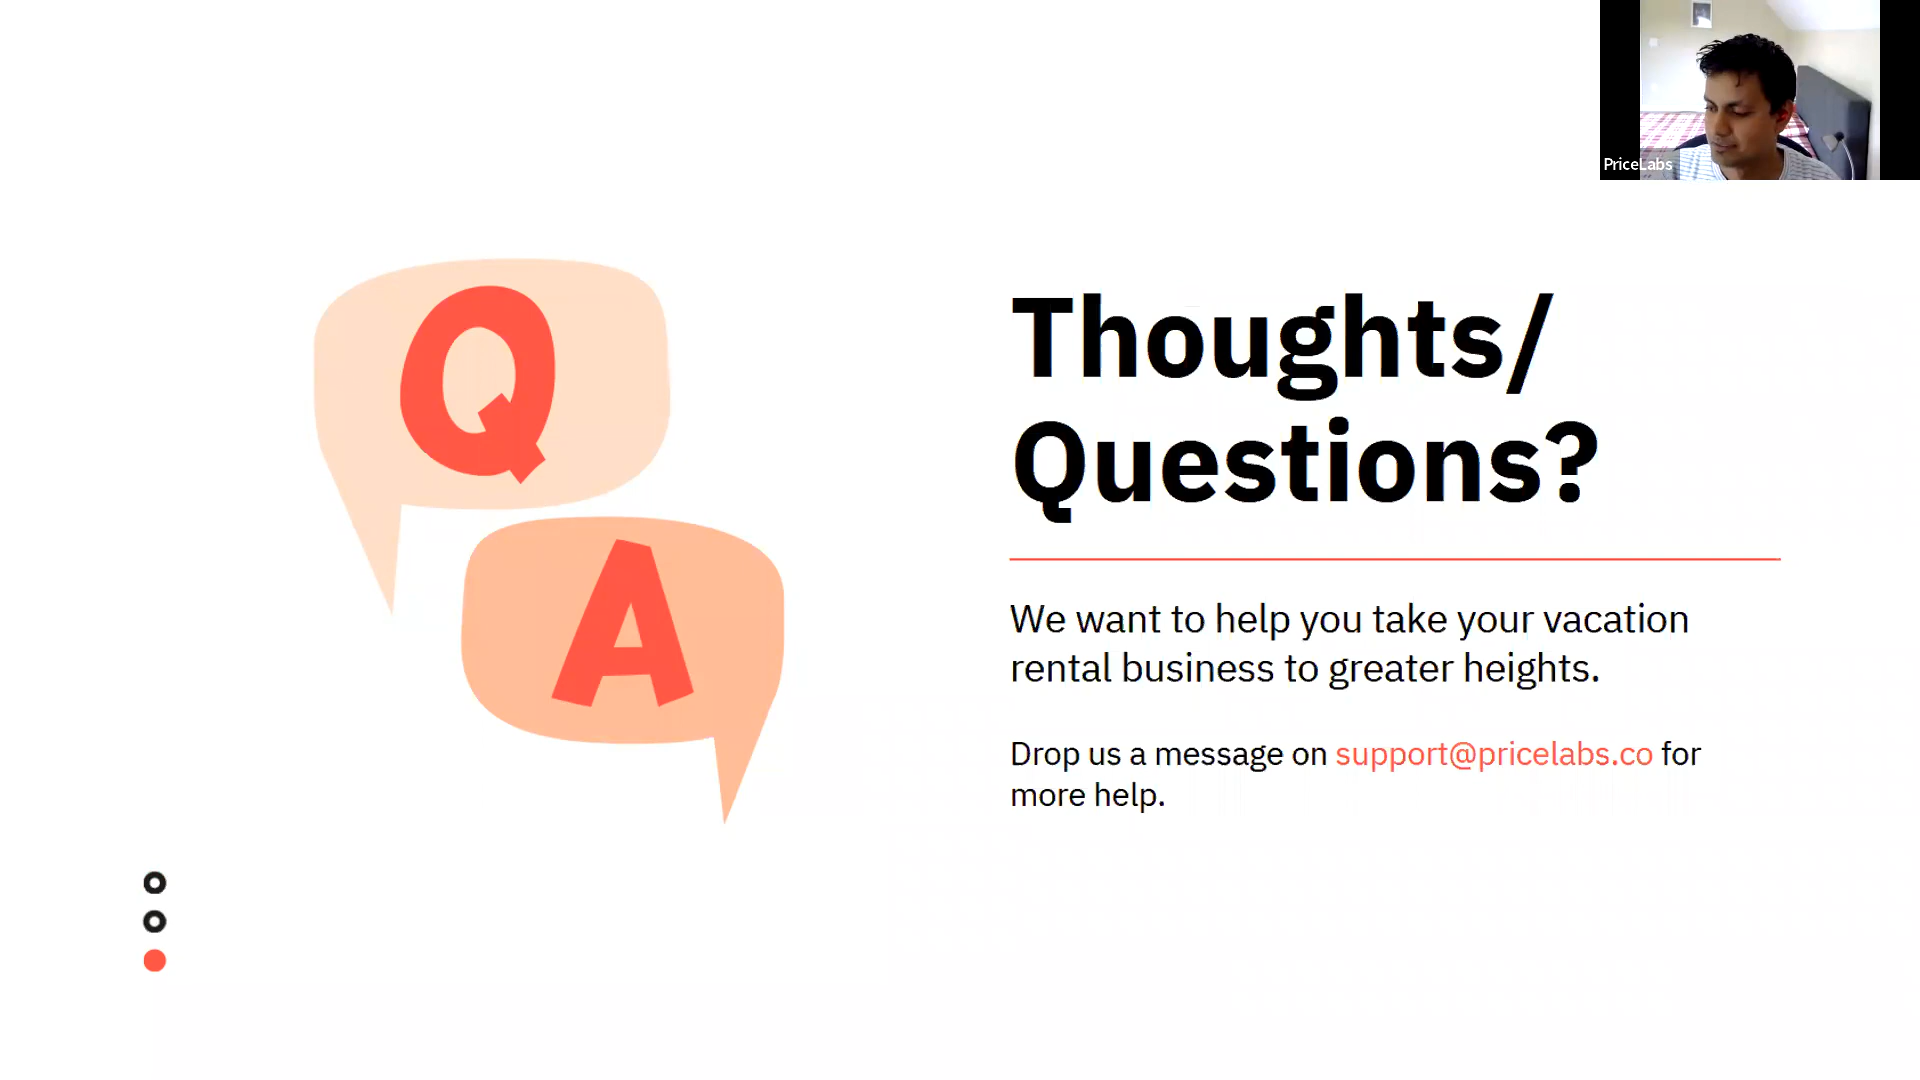 PriceLabs
Q
A
Thoughts/
Questions?
We want to help you take your vacation
rental business to greater heights.
Drop us a message on support@pricelabs.co for
more help.